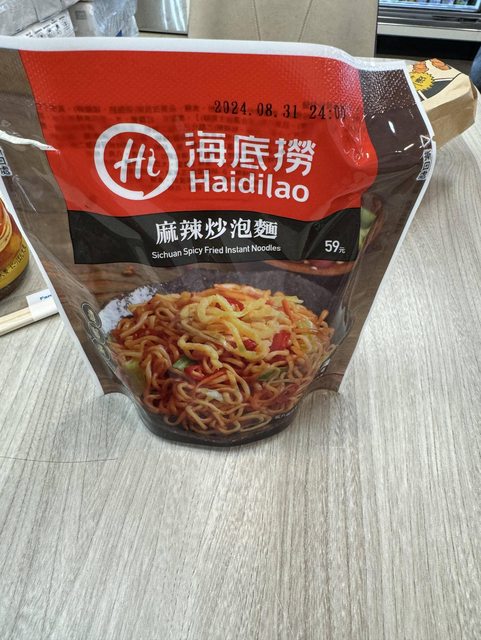 2024.08.31 24:00
Hi 海底撈
Haidilao
麻辣炒泡麵
Sichuan Spicy Fried Instant Noodles
59元